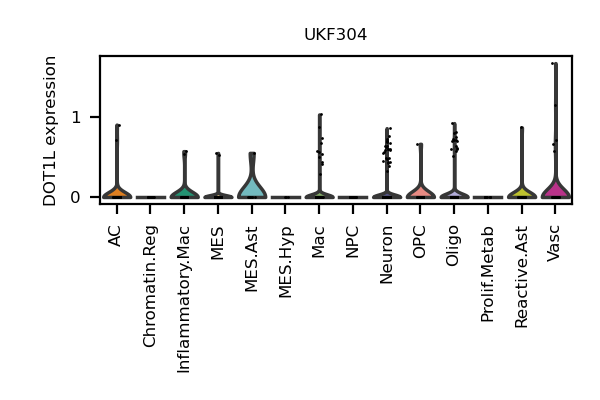 UKF304
DOT1L expression
1
0
AC
Chromatin.Reg
Inflammatory.Mac
MES
MES.Ast
MES.Hyp
Mac
NPC
Neuron
OPC
Oligo
Prolif.Metab
Reactive.Ast
Vasc